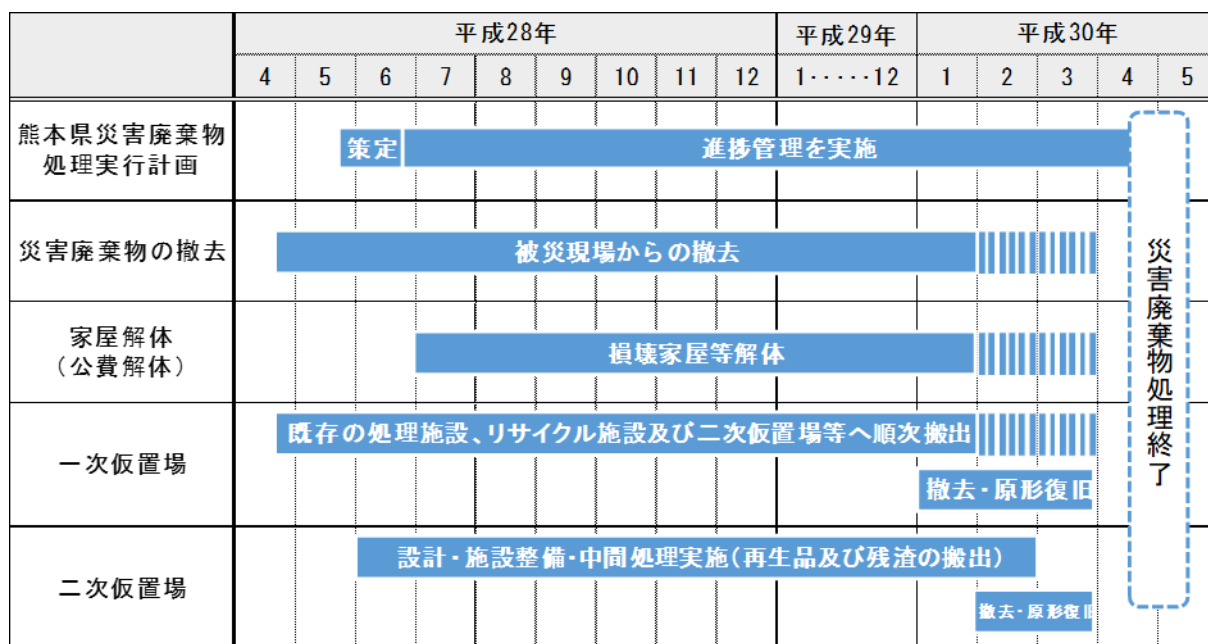 平成28年 平成29年 平成30年
4 5 6 7 8 9 10 11 12 1・・・・・12 1 2 3 4 5
熊本県災害廃棄物
処理実行計画
策定 進捗管理を実施
災害廃棄物の撤去 被災現場からの撤去
家屋解体
（公費解体）
損壊家屋等解体
一次仮置場
既存の処理施設、リサイクル施設及び二次仮置場等へ順次搬出
撤去・原形復旧
二次仮置場
設計・施設整備・中間処理実施(再生品及び残渣の搬出)
撤去・原形復旧
災害廃棄物処理終了